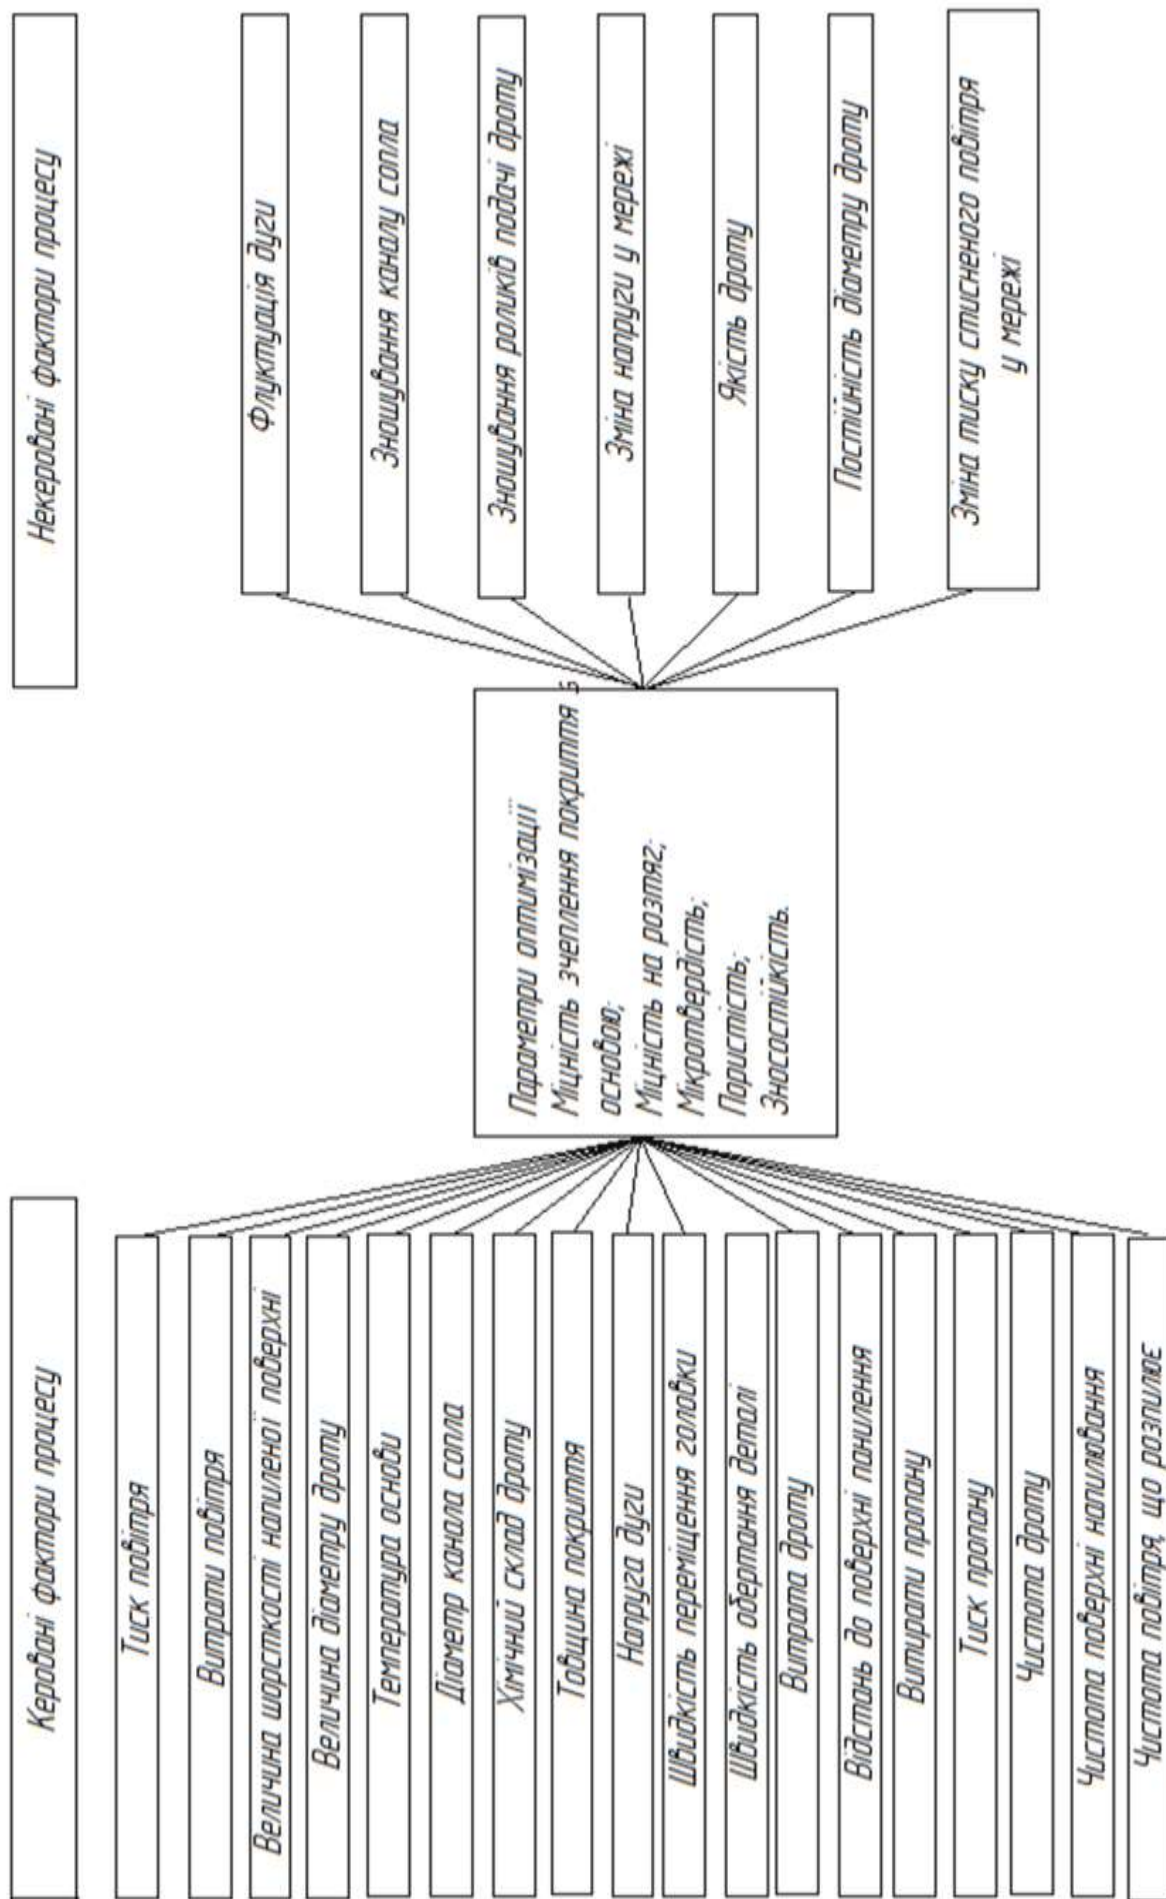 Керовані фактори процесу
Тиск повітря
Витрати повітря
Величина шорсткості напиленої поверхні
Величина діаметру дроту
Температура основи
Діаметр канала сопла
Хімічний склад дроту
Товщина покриття
Напруга дуги
Швидкість переміщення головки
Швидкість обертання деталі
Витрата дроту
Відстань до поверхні панилення
Витрати пропану
Тиск пропану
Чистота дроту
Чистота поверхні напилювання
Чистота повітря, що розпилює
Параметри оптимізації
Міцність зчеплення покриття з
основою;
Міцність на розтяг;
Мікротвердість;
Пористість;
Зносостійкість.
Некеровані фактори процесу
Флуктуація дуги
Зношування каналу сопла
Зношування роликів подачі дроту
Зміна напруги у мережі
Якість дроту
Постійність діаметру дроту
Зміна тиску стисненого повітря
у мережі